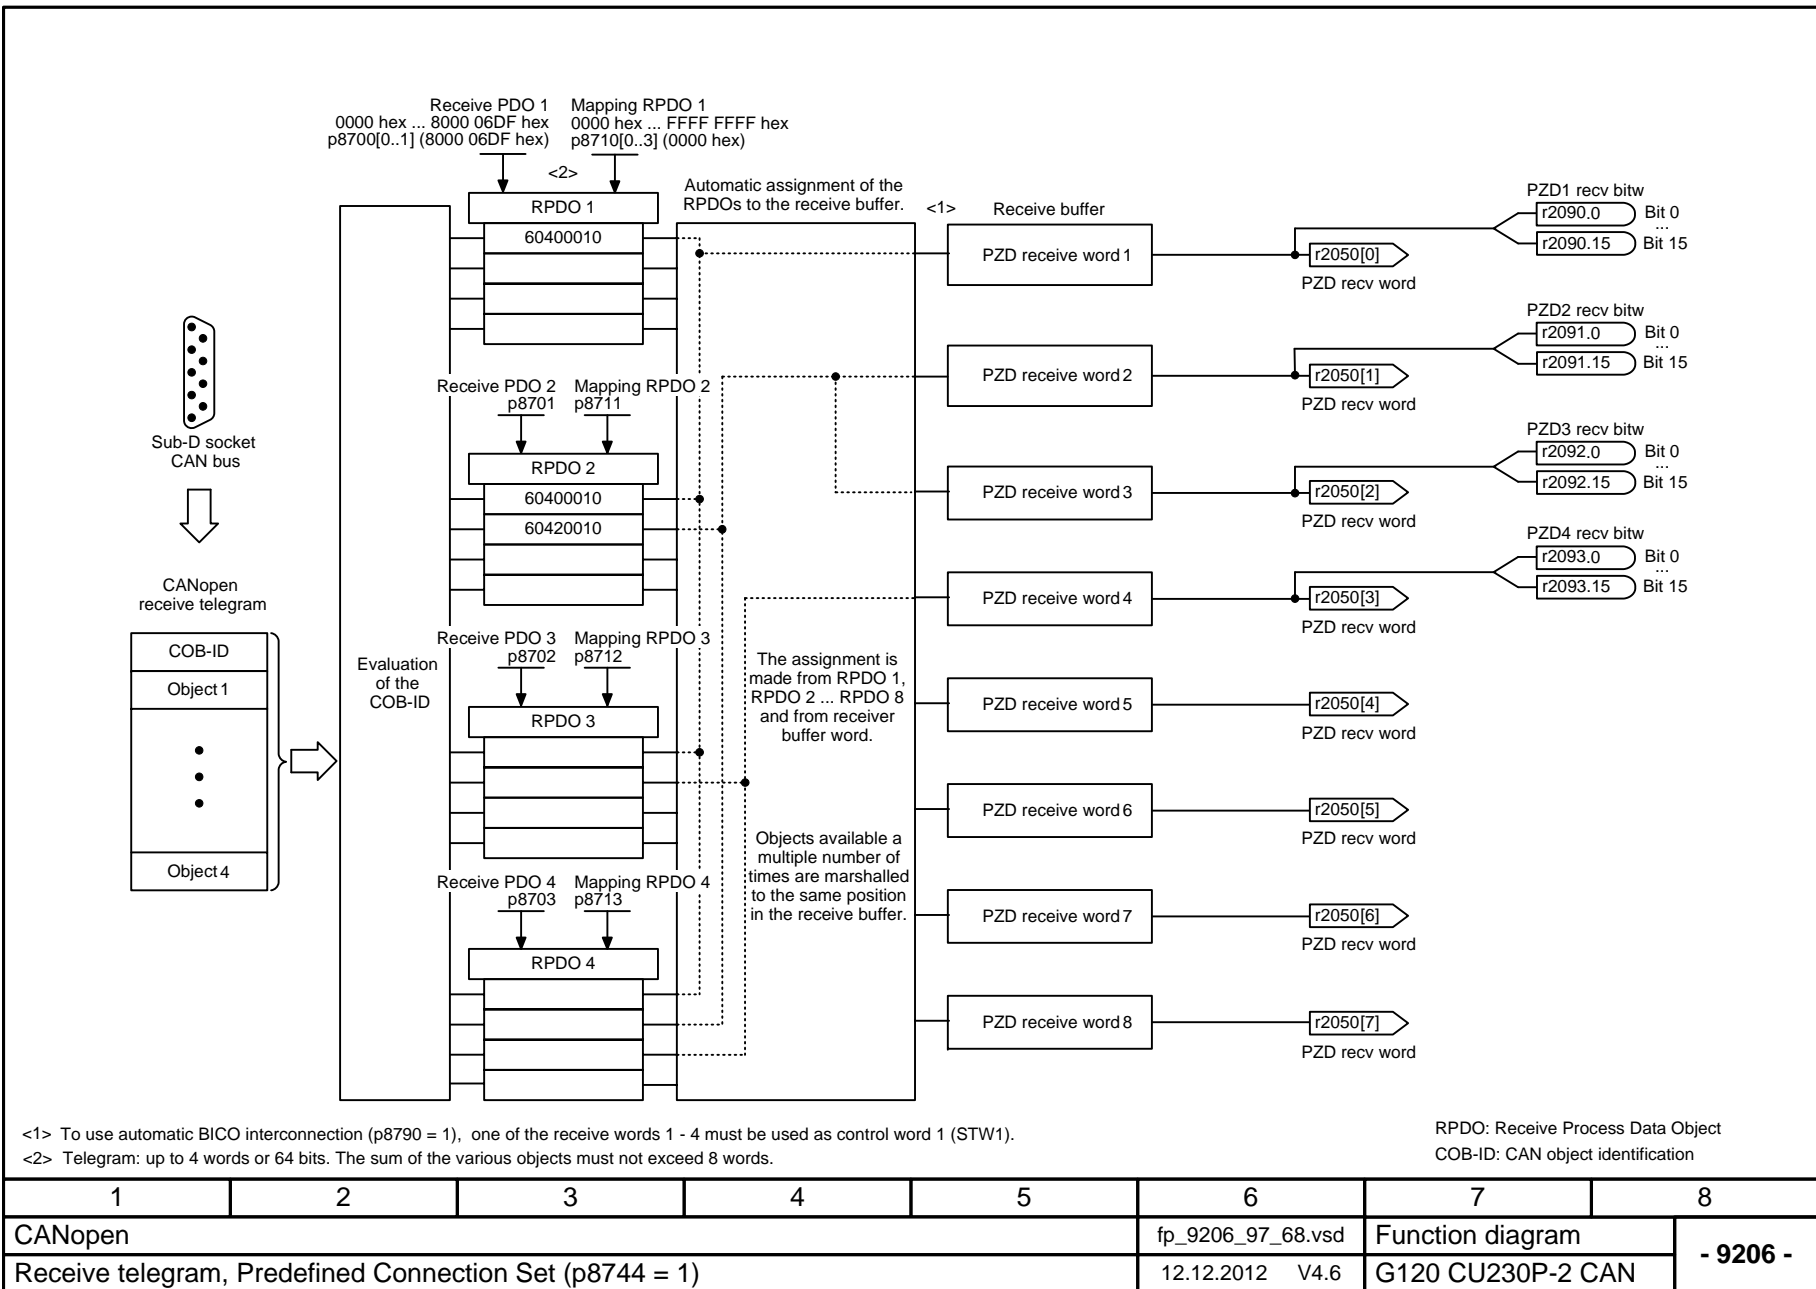 Receive PDO 1
0000 hex ... 8000 06DF hex
p8700[0..1] (8000 06DF hex)
Mapping RPDO 1
0000 hex ... FFFF FFFF hex
p8710[0..3] (0000 hex)
<2>
RPDO 1
60400010
Automatic assignment of the
RPDOs to the receive buffer.
<1>
Receive buffer
PZD receive word 1
r2050[0]
PZD recv word
PZD1 recv bitw
r2090.0
Bit 0
...
r2090.15
Bit 15
PZD receive word 2
r2050[1]
PZD recv word
PZD2 recv bitw
r2091.0
Bit 0
...
r2091.15
Bit 15
Sub-D socket
CAN bus
Receive PDO 2
p8701
Mapping RPDO 2
p8711
RPDO 2
60400010
60420010
PZD receive word 3
r2050[2]
PZD recv word
PZD3 recv bitw
r2092.0
Bit 0
...
r2092.15
Bit 15
PZD receive word 4
r2050[3]
PZD recv word
PZD4 recv bitw
r2093.0
Bit 0
...
r2093.15
Bit 15
CANopen
receive telegram
COB-ID
Object 1
Object 4
Evaluation
of the
COB-ID
Receive PDO 3
p8702
Mapping RPDO 3
p8712
RPDO 3
The assignment is
made from RPDO 1,
RPDO 2 ... RPDO 8
and from receiver
buffer word.
PZD receive word 5
r2050[4]
PZD recv word
PZD receive word 6
r2050[5]
PZD recv word
Objects available a
multiple number of
times are marshalled
to the same position
in the receive buffer.
Receive PDO 4
p8703
Mapping RPDO 4
p8713
RPDO 4
PZD receive word 7
r2050[6]
PZD recv word
PZD receive word 8
r2050[7]
PZD recv word
<1> To use automatic BICO interconnection (p8790 = 1), one of the receive words 1 - 4 must be used as control word 1 (STW1).
<2> Telegram: up to 4 words or 64 bits. The sum of the various objects must not exceed 8 words.
RPDO: Receive Process Data Object
COB-ID: CAN object identification
1 2 3 4 5 6 7 8
CANopen
fp_9206_97_68.vsd
Function diagram
- 9206 -
Receive telegram, Predefined Connection Set (p8744 = 1)
12.12.2012 V4.6
G120 CU230P-2 CAN